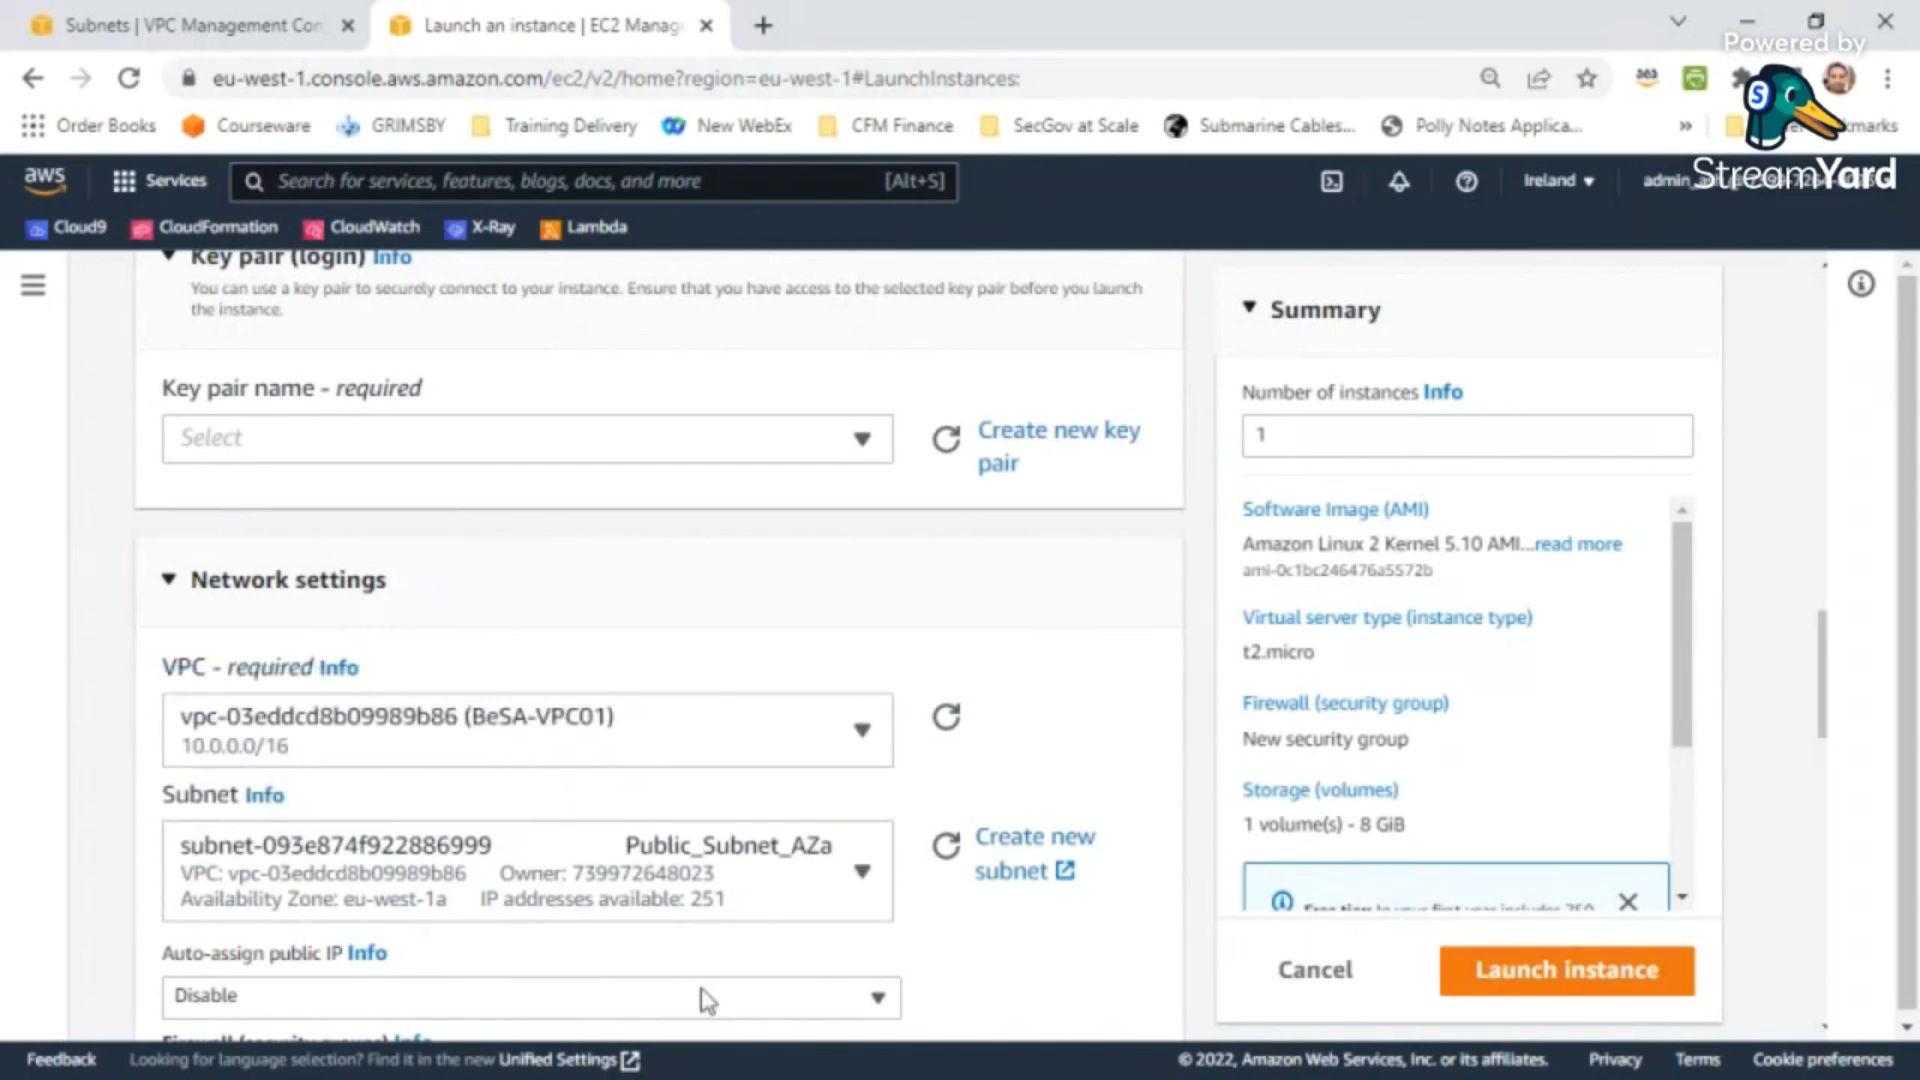 Subnets | VPC Management Con
Launch an instance | EC2 Manag
Powered by
eu-west-1.console.aws.amazon.com/ec2/v2/home?region=eu-west-1#LaunchInstances:
Order Books
Courseware
GRIMSBY
Training Delivery
New WebEx
CFM Finance
SecGov at Scale
Submarine Cables...
Polly Notes Applica...
StreamYard
aws
Services
Search for services, features, blogs, docs, and more
[Alt+S]
Ireland
Cloud9
CloudFormation
CloudWatch
X-Ray
Lambda
Key pair (login) Info
You can use a key pair to securely connect to your instance. Ensure that you have access to the selected key pair before you launch
the instance.
Key pair name - required
Select
Create new key
pair
Network settings
VPC - required Info
vpc-03eddcd8b09989b86 (BeSA-VPC01)
10.0.0.0/16
Subnet Info
subnet-093e874f922886999 Public_Subnet_AZa
VPC: vpc-03eddcd8b09989b86 Owner: 739972648023
Availability Zone: eu-west-1a IP addresses available: 251
Create new
subnet
Auto-assign public IP Info
Disable
Summary
Number of instances Info
1
Software Image (AMI)
Amazon Linux 2 Kernel 5.10 AMI...read more
ami-0c1bc246476a5572b
Virtual server type (instance type)
t2.micro
Firewall (security group)
New security group
Storage (volumes)
1 volume(s) - 8 GiB
Cancel
Launch instance
Feedback
Looking for language selection? Find it in the new Unified Settings
© 2022, Amazon Web Services, Inc. or its affiliates.
Privacy
Terms
Cookie preferences